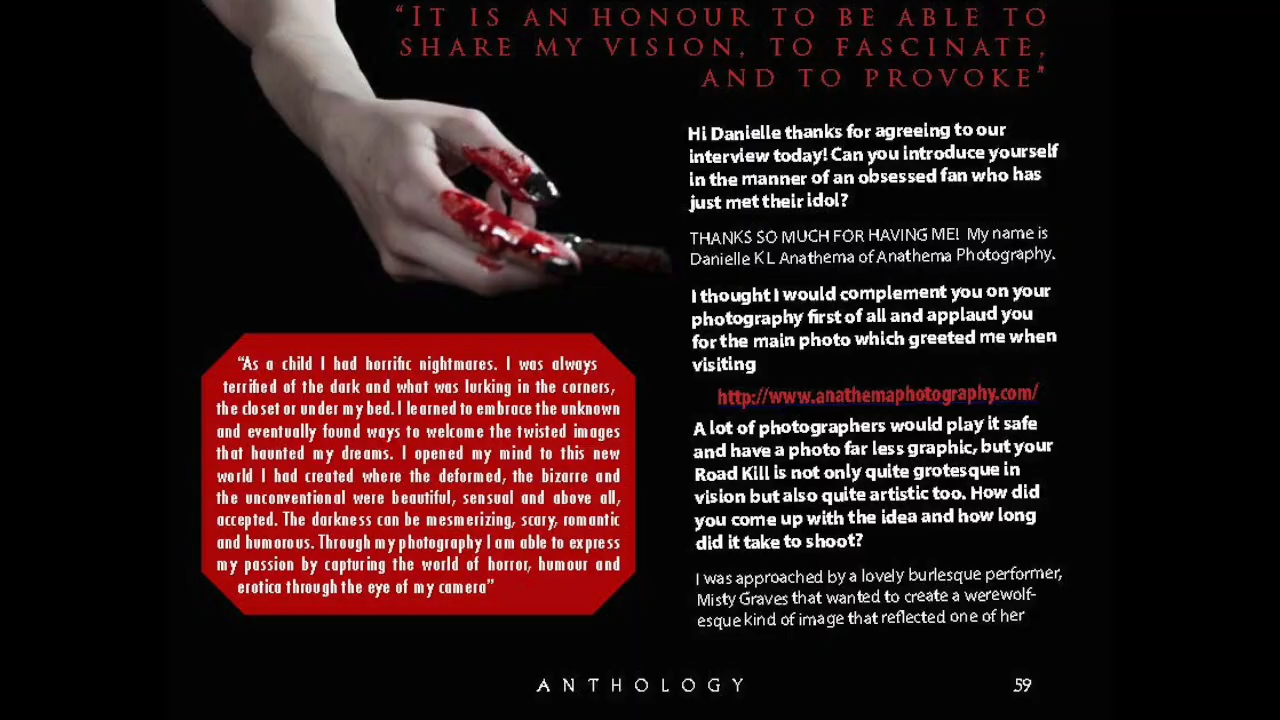 “IT IS AN HONOUR TO BE ABLE TO
SHARE MY VISION, TO FASCINATE,
AND TO PROVOKE”
“As a child I had horrific nightmares. I was always
terrified of the dark and what was lurking in the corners,
the closet or under my bed. I learned to embrace the unknown
and eventually found ways to welcome the twisted images
that haunted my dreams. I opened my mind to this new
world I had created where the deformed, the bizarre and
the unconventional were beautiful, sensual and above all,
accepted. The darkness can be mesmerizing, scary, romantic
and humorous. Through my photography I am able to express
my passion by capturing the world of horror, humour and
erotica through the eye of my camera”
Hi Danielle thanks for agreeing to our
interview today! Can you introduce yourself
in the manner of an obsessed fan who has
just met their idol?
THANKS SO MUCH FOR HAVING ME! My name is
Danielle K L Anathema of Anathema Photography.
I thought I would complement you on your
photography first of all and applaud you
for the main photo which greeted me when
visiting
http://www.anathemaphotography.com/
A lot of photographers would play it safe
and have a photo far less graphic, but your
Road Kill is not only quite grotesque in
vision but also quite artistic too. How did
you come up with the idea and how long
did it take to shoot?
I was approached by a lovely burlesque performer,
Misty Graves that wanted to create a werewolf-
esque kind of image that reflected one of her
ANTHOLOGY
59